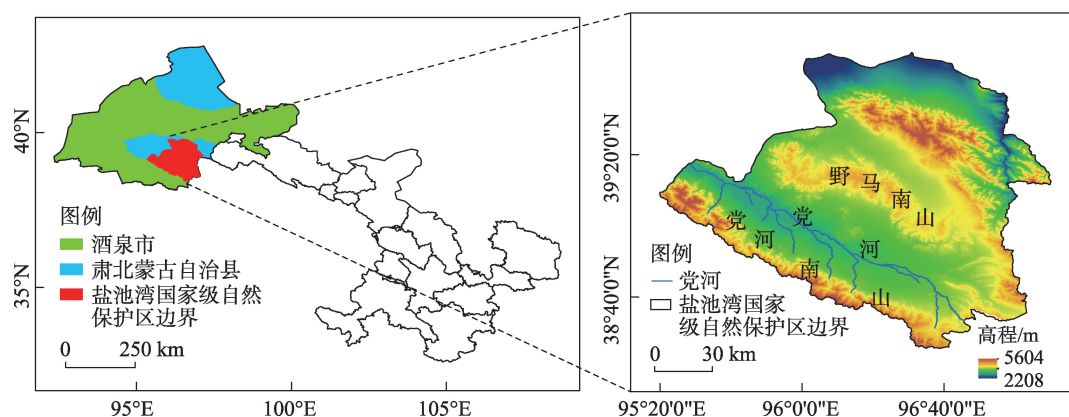 40°N
35°N
图例
酒泉市
肃北蒙古自治县
盐池湾国家级自然
保护区边界
0 250 km
95°E 100°E 105°E
39°20'0"N
38°40'0"N
野马南山
党河
党河南山
图例
党河
盐池湾国家
级自然保护区边界
0 30 km
高程/m
5604
2208
95°20'0"E 96°0'0"E 96°40'0"E